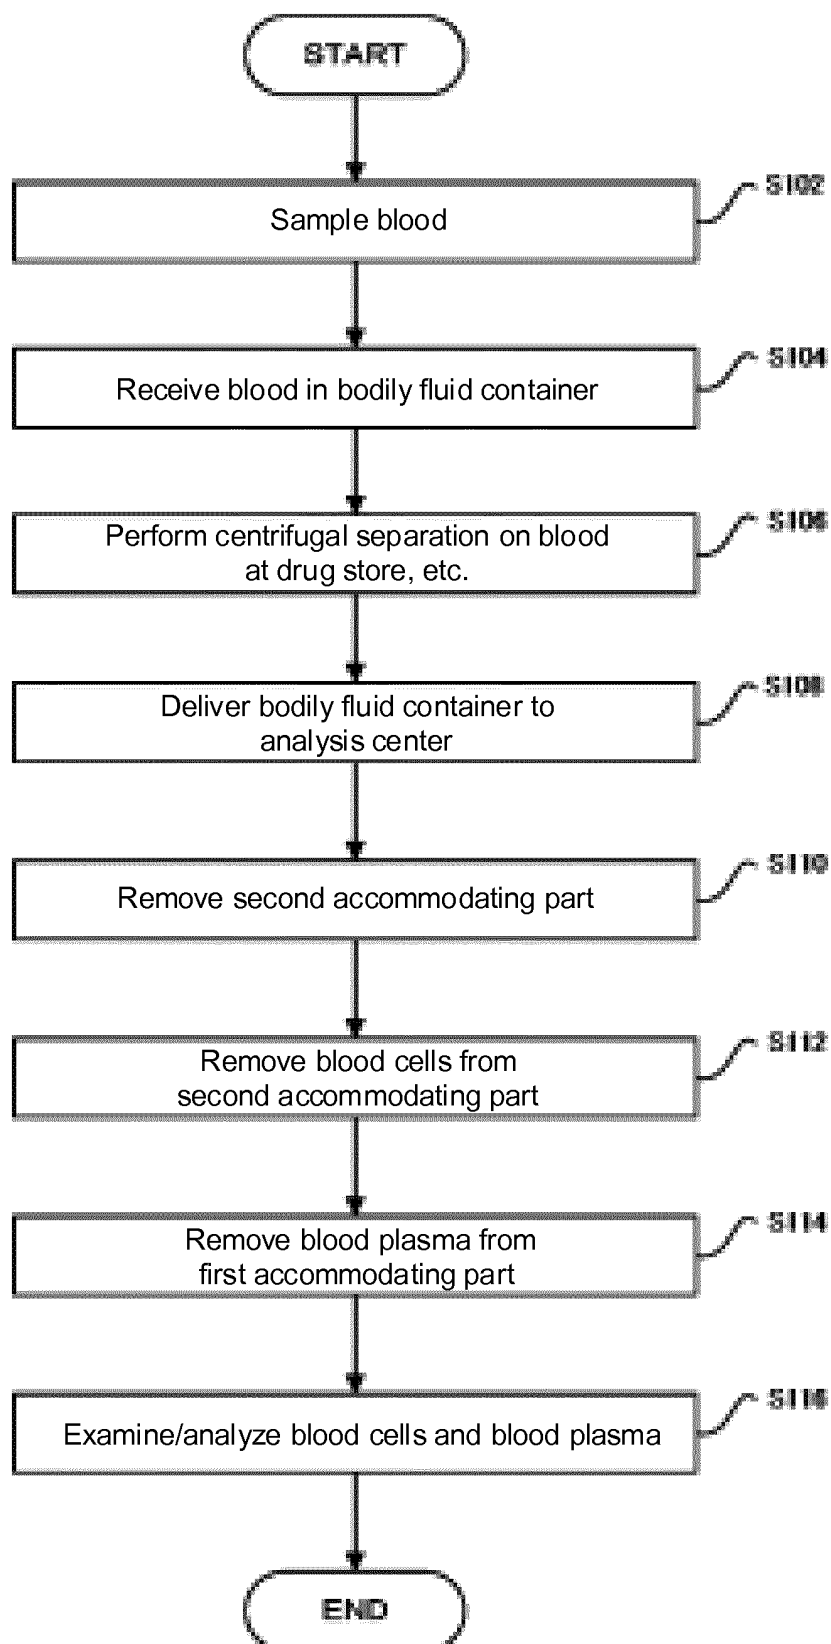 START
S102
Sample blood
S104
Receive blood in bodily fluid container
S106
Perform centrifugal separation on blood
at drug store, etc.
S108
Deliver bodily fluid container to
analysis center
S110
Remove second accommodating part
S112
Remove blood cells from
second accommodating part
S114
Remove blood plasma from
first accommodating part
S116
Examine/analyze blood cells and blood plasma
END